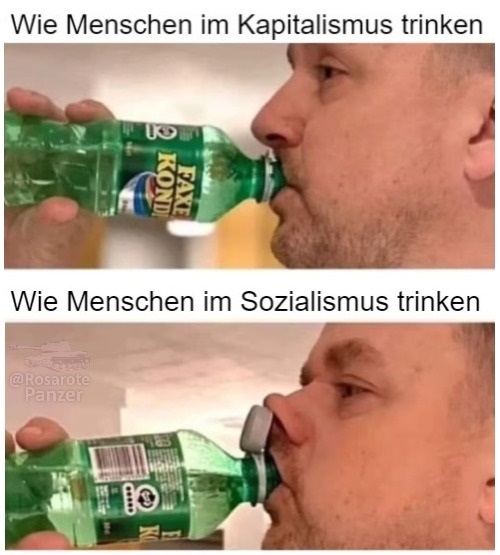 Wie Menschen im Kapitalismus trinken
FAXE
KONDI
Wie Menschen im Sozialismus trinken
@Rosarote
Panzer